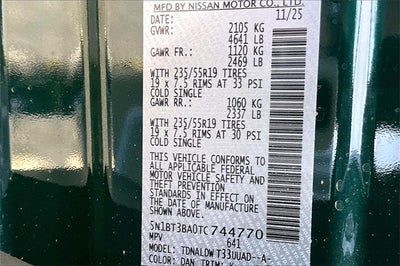 MFD BY NISSAN MOTOR CO., LTD.
DATE: 11/25
GVWR: 2105 KG
4641 LB
GAWR FR.: 1120 KG
2469 LB
WITH 235/55R19 TIRES
19 x 7.5 RIMS AT 33 PSI
COLD SINGLE
GAWR RR.: 1060 KG
2337 LB
WITH 235/55R19 TIRES
19 x 7.5 RIMS AT 30 PSI
COLD SINGLE
THIS VEHICLE CONFORMS TO
ALL APPLICABLE FEDERAL
MOTOR VEHICLE SAFETY AND
THEFT PREVENTION
STANDARDS IN EFFECT ON
DATE OF MANUFACTURE
SHOWN ABOVE.
5N1BT3BA0TC744770
MPV 641
MODEL: TDNALDWT33UUAD--A-
COLOR: DAN TRIM: